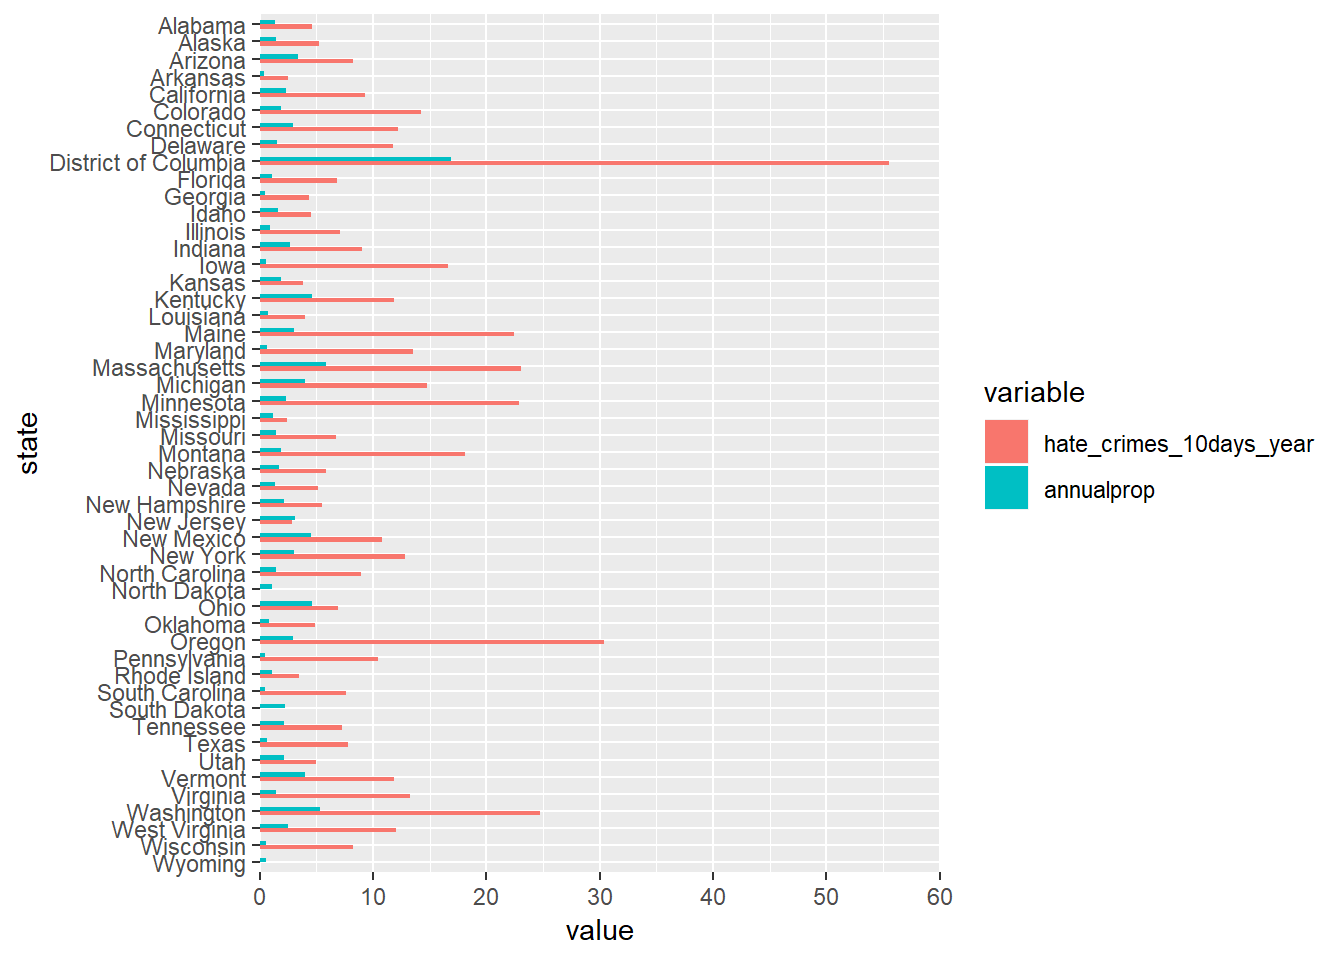 Alabama
Alaska
Arizona
Arkansas
California
Colorado
Connecticut
Delaware
District of Columbia
Florida
Georgia
Idaho
Illinois
Indiana
Iowa
Kansas
Kentucky
Louisiana
Maine
Maryland
Massachusetts
Michigan
Minnesota
Mississippi
Missouri
Montana
Nebraska
Nevada
New Hampshire
New Jersey
New Mexico
New York
North Carolina
North Dakota
Ohio
Oklahoma
Oregon
Pennsylvania
Rhode Island
South Carolina
South Dakota
Tennessee
Texas
Utah
Vermont
Virginia
Washington
West Virginia
Wisconsin
Wyoming
state
0 10 20 30 40 50 60
value
variable
hate_crimes_10days_year
annualprop